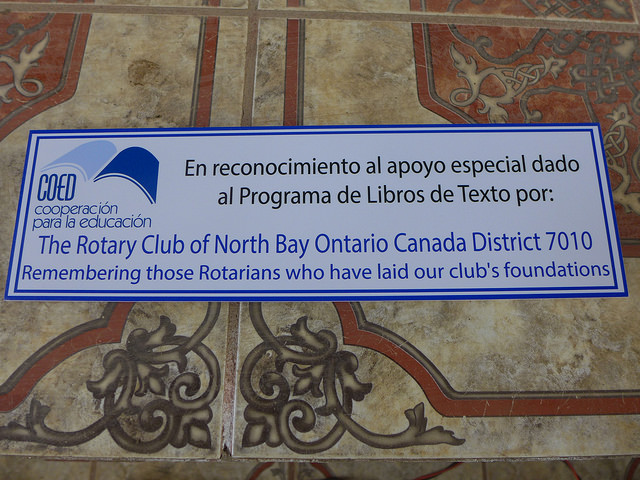 COED
cooperación
para la educación
En reconocimiento al apoyo especial dado
al Programa de Libros de Texto por:
The Rotary Club of North Bay Ontario Canada District 7010
Remembering those Rotarians who have laid our club's foundations